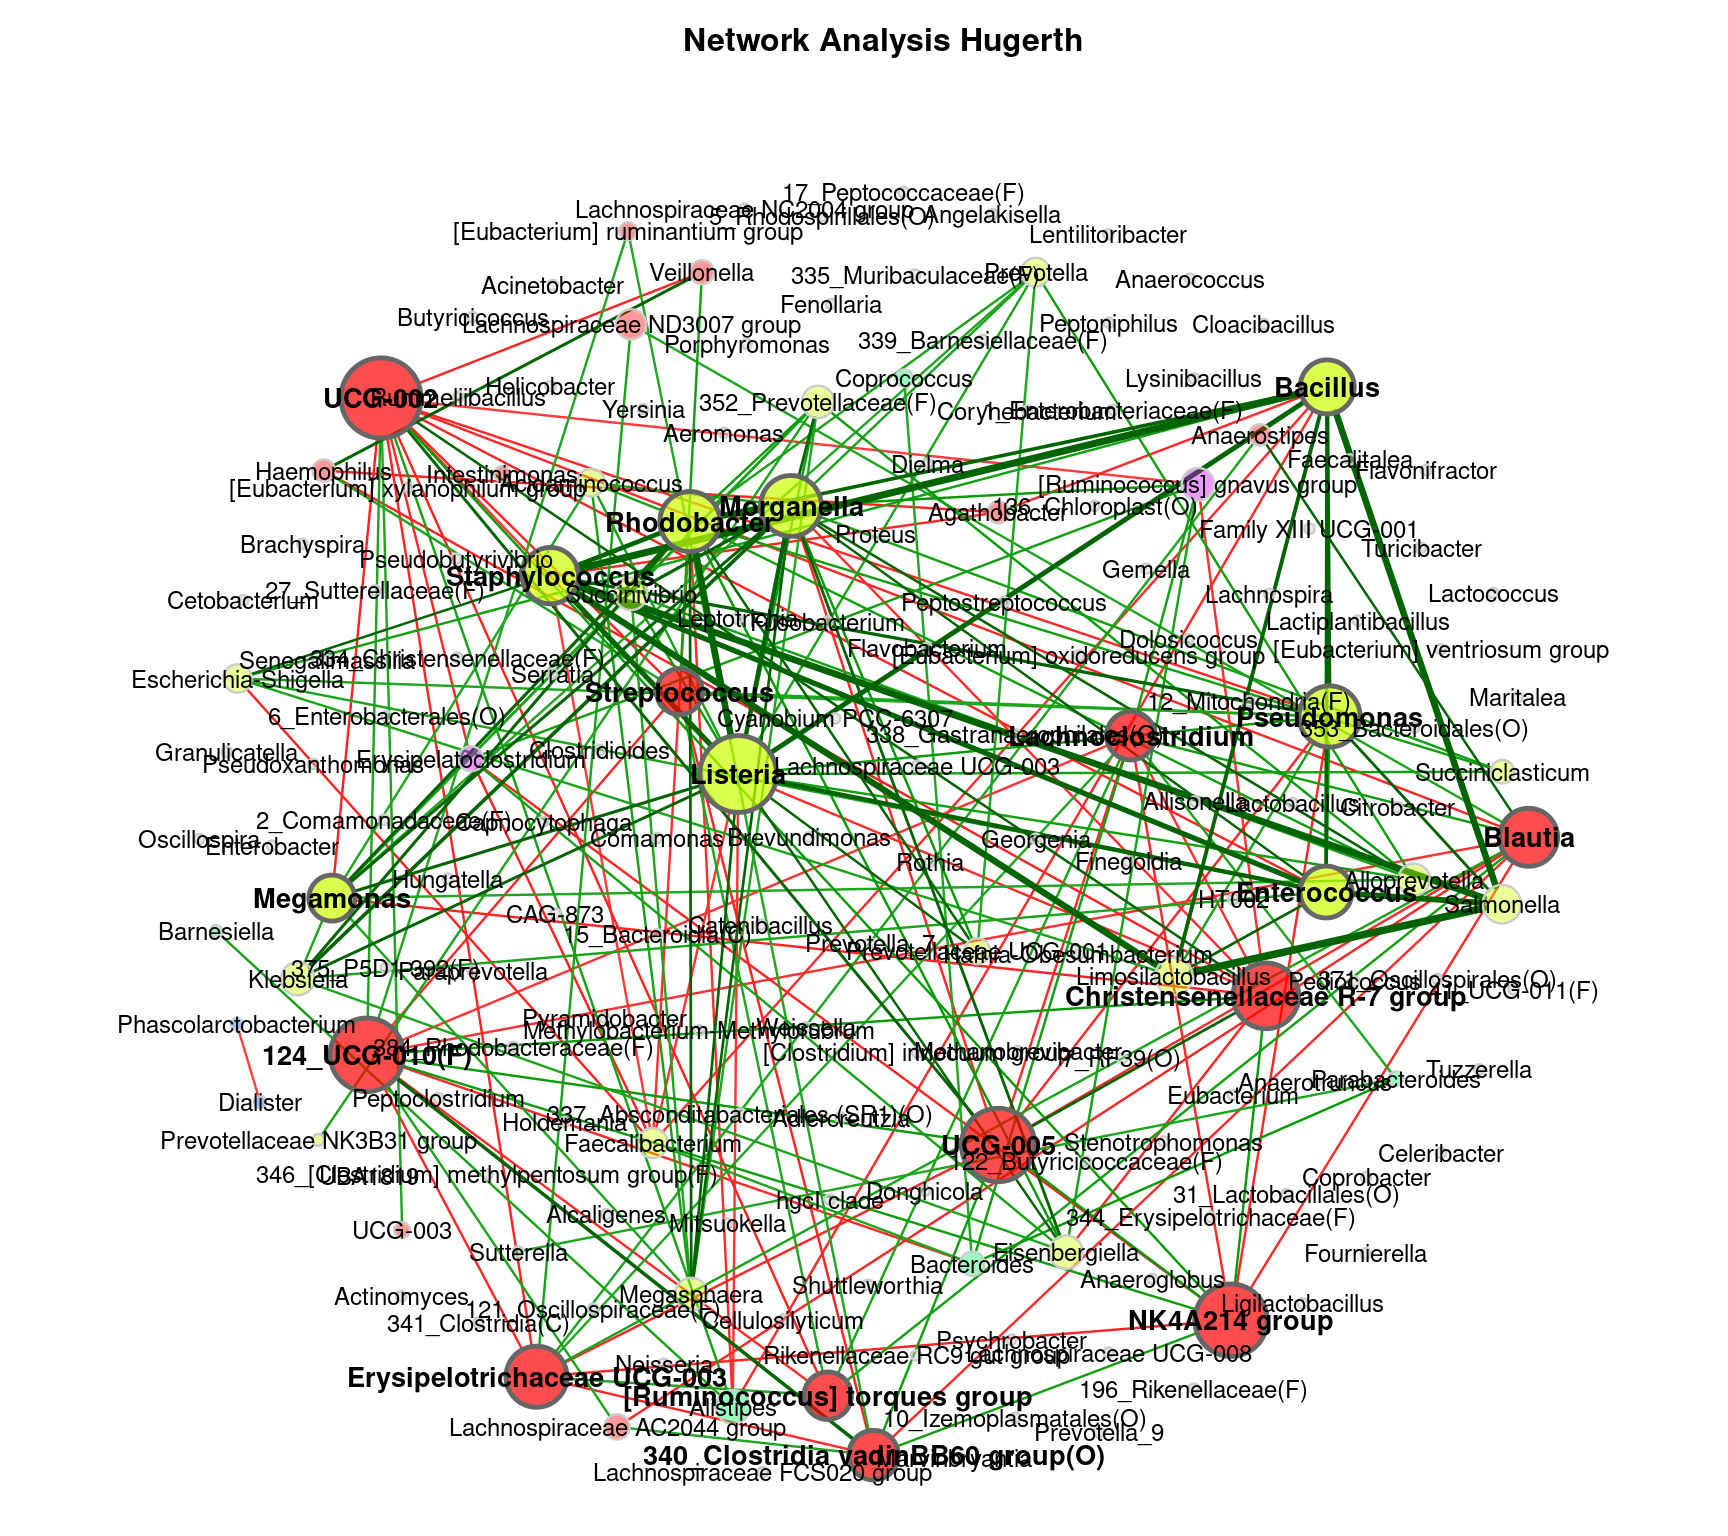 Network Analysis Hugerth
17_Peptococcaceae(F)
Lachnospiraceae NC2004 group
5_Rhodospirillales(O)
Angelakisella
[Eubacterium] ruminantium group
Lentilitoribacter
Veillonella
335_Muribaculaceae(F)
Prevotella
Anaerococcus
Acinetobacter
Fenollaria
Butyricicoccus
Lachnospiraceae ND3007 group
Peptoniphilus
Cloacibacillus
Porphyromonas
339_Barnesiellaceae(F)
Coprococcus
Lysinibacillus
Bacillus
Helicobacter
UCG-002
Rummeliibacillus
Yersinia
352_Prevotellaceae(F)
Corynebacterium
1_Enterobacteriaceae(F)
Aeromonas
Anaerostipes
Faecalitalea
Flavonifractor
Dielma
Haemophilus
Intestinimonas
Acidaminococcus
[Eubacterium] xylanophilum group
[Ruminococcus] gnavus group
Morganella
Agathobacter
136_Chloroplast(O)
Rhodobacter
Proteus
Family XIII UCG-001
Brachyspira
Turicibacter
Pseudobutyrivibrio
Staphylococcus
Gemella
27_Sutterellaceae(F)
Succinivibrio
Lachnospira
Lactococcus
Cetobacterium
Peptostreptococcus
Leptotrichia
Fusobacterium
Lactiplantibacillus
Dolosicoccus
Flavobacterium
[Eubacterium] oxidoreducens group
[Eubacterium] ventriosum group
Senegalimassilia
334_Christensenellaceae(F)
Serratia
Escherichia-Shigella
Streptococcus
Maritalea
12_Mitochondria(F)
6_Enterobacterales(O)
Cyanobium PCC-6307
Pseudomonas
353_Bacteroidales(O)
338_Gastranaerophilales(O)
Lachnoclostridium
Granulicatella
Clostridioides
Pseudoxanthomonas
Erysipelatoclostridium
Listeria
Lachnospiraceae UCG-003
Succiniclasticum
Allisonella
Lactobacillus
Citrobacter
2_Comamonadaceae(F)
Capnocytophaga
Oscillospira
Enterobacter
Comamonas
Brevundimonas
Georgenia
Blautia
Rothia
Finegoldia
Hungatella
Alloprevotella
Megamonas
Enterococcus
HT002
Salmonella
CAG-873
Catenibacillus
Barnesiella
15_Bacteroidia(C)
Prevotella_7
Prevotellaceae UCG-001
Hafnia-Obesumbacterium
375_P5D1-392(F)
Paraprevotella
Klebsiella
Limosilactobacillus
Pediococcus
371_Oscillospirales(O)
UCG-011(F)
Christensenellaceae R-7 group
Pyramidobacter
Phascolarctobacterium
Methylobacterium-Methylorubrum
Weissella
384_Rhodobacteraceae(F)
124_UCG-010(F)
[Clostridium] innocuum group
Methanobrevibacter
7_RF39(O)
Tuzzerella
Parabacteroides
Anaerotruncus
Eubacterium
Dialister
Peptoclostridium
337_Absconditabacteriales (SR1)(O)
Holdemania
Adlercreutzia
Prevotellaceae NK3B31 group
Faecalibacterium
UCG-005
Stenotrophomonas
Celeribacter
122_Butyricicoccaceae(F)
346_[Clostridium] methylpentosum group(F)
UBA1819
Coprobacter
Donghicola
31_Lactobacillales(O)
hgcI clade
Alcaligenes
Mitsuokella
344_Erysipelotrichaceae(F)
UCG-003
Sutterella
Eisenbergiella
Fournierella
Bacteroides
Anaeroglobus
Shuttleworthia
Actinomyces
Megasphaera
121_Oscillospiraceae(F)
Ligilactobacillus
341_Clostridia(C)
Cellulosilyticum
NK4A214 group
Psychrobacter
Rikenellaceae RC9 gut group
Lachnospiraceae UCG-008
Neisseria
Erysipelotrichaceae UCG-003
196_Rikenellaceae(F)
[Ruminococcus] torques group
Alistipes
10_Izemoplasmatales(O)
Lachnospiraceae AC2044 group
Prevotella_9
340_Clostridia vadinBB60 group(O)
Marvinbryantia
Lachnospiraceae FCS020 group